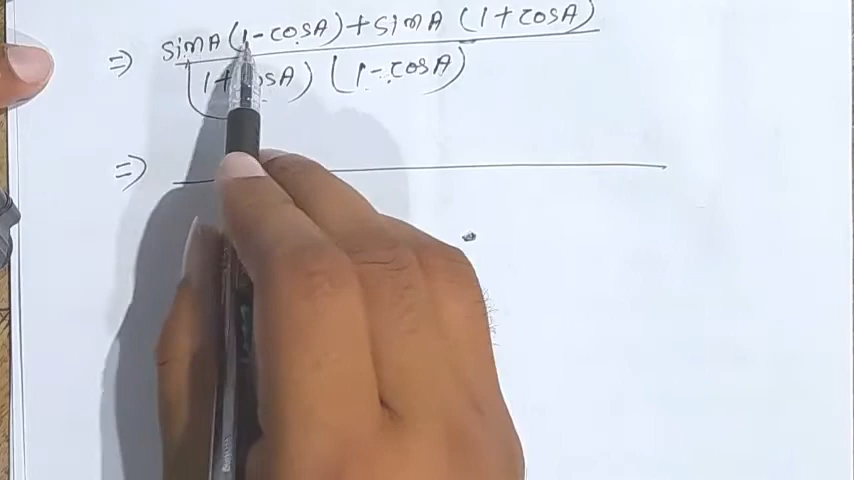 => sinA (1-cosA) + sinA (1+cosA)
(1+cosA) (1-cosA)
=>